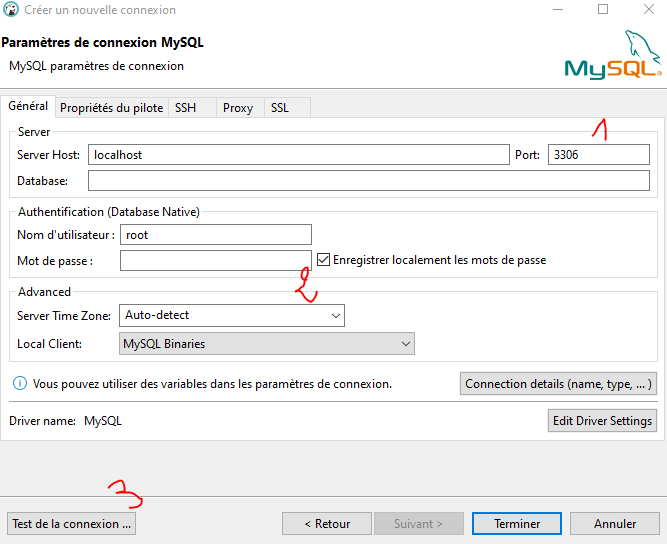 Créer un nouvelle connexion
Paramètres de connexion MySQL
MySQL paramètres de connexion
MySQL®
Général Propriétés du pilote SSH Proxy SSL
1
Server
Server Host: localhost Port: 3306
Database:
Authentification (Database Native)
Nom d'utilisateur : root
Mot de passe : Enregistrer localement les mots de passe
2
Advanced
Server Time Zone: Auto-detect
Local Client: MySQL Binaries
Vous pouvez utiliser des variables dans les paramètres de connexion. Connection details (name, type, ... )
Driver name: MySQL Edit Driver Settings
3
Test de la connexion ... < Retour Suivant > Terminer Annuler